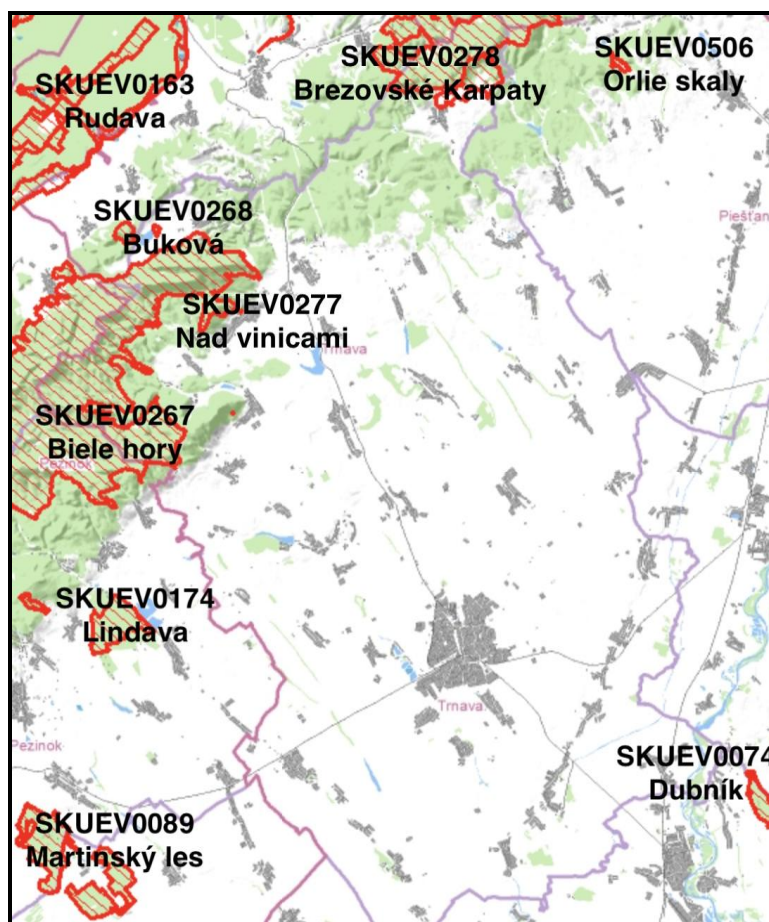 SKUEV0163
Rudava
SKUEV0278
Brezovské Karpaty
SKUEV0506
Orlie skaly
SKUEV0268
Buková
Piešťan
SKUEV0277
Nad vinicami
Trnava
SKUEV0267
Biele hory
Pezinok
SKUEV0174
Lindava
Trnava
Pezinok
SKUEV0074
Dubník
SKUEV0089
Martinský les